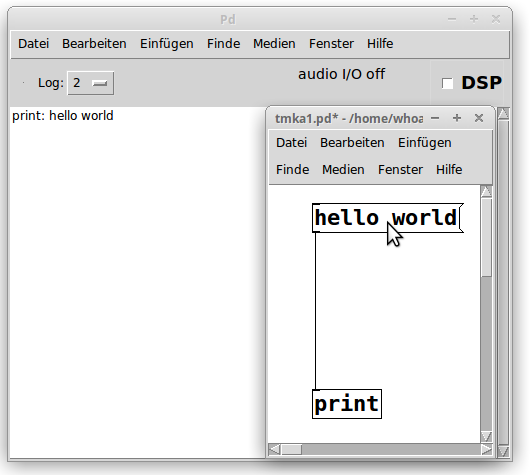 Pd
Datei Bearbeiten Einfügen Finde Medien Fenster Hilfe
audio I/O off
Log: 2
DSP
print: hello world
tmka1.pd* - /home/whoa
Datei Bearbeiten Einfügen
Finde Medien Fenster Hilfe
hello world
print